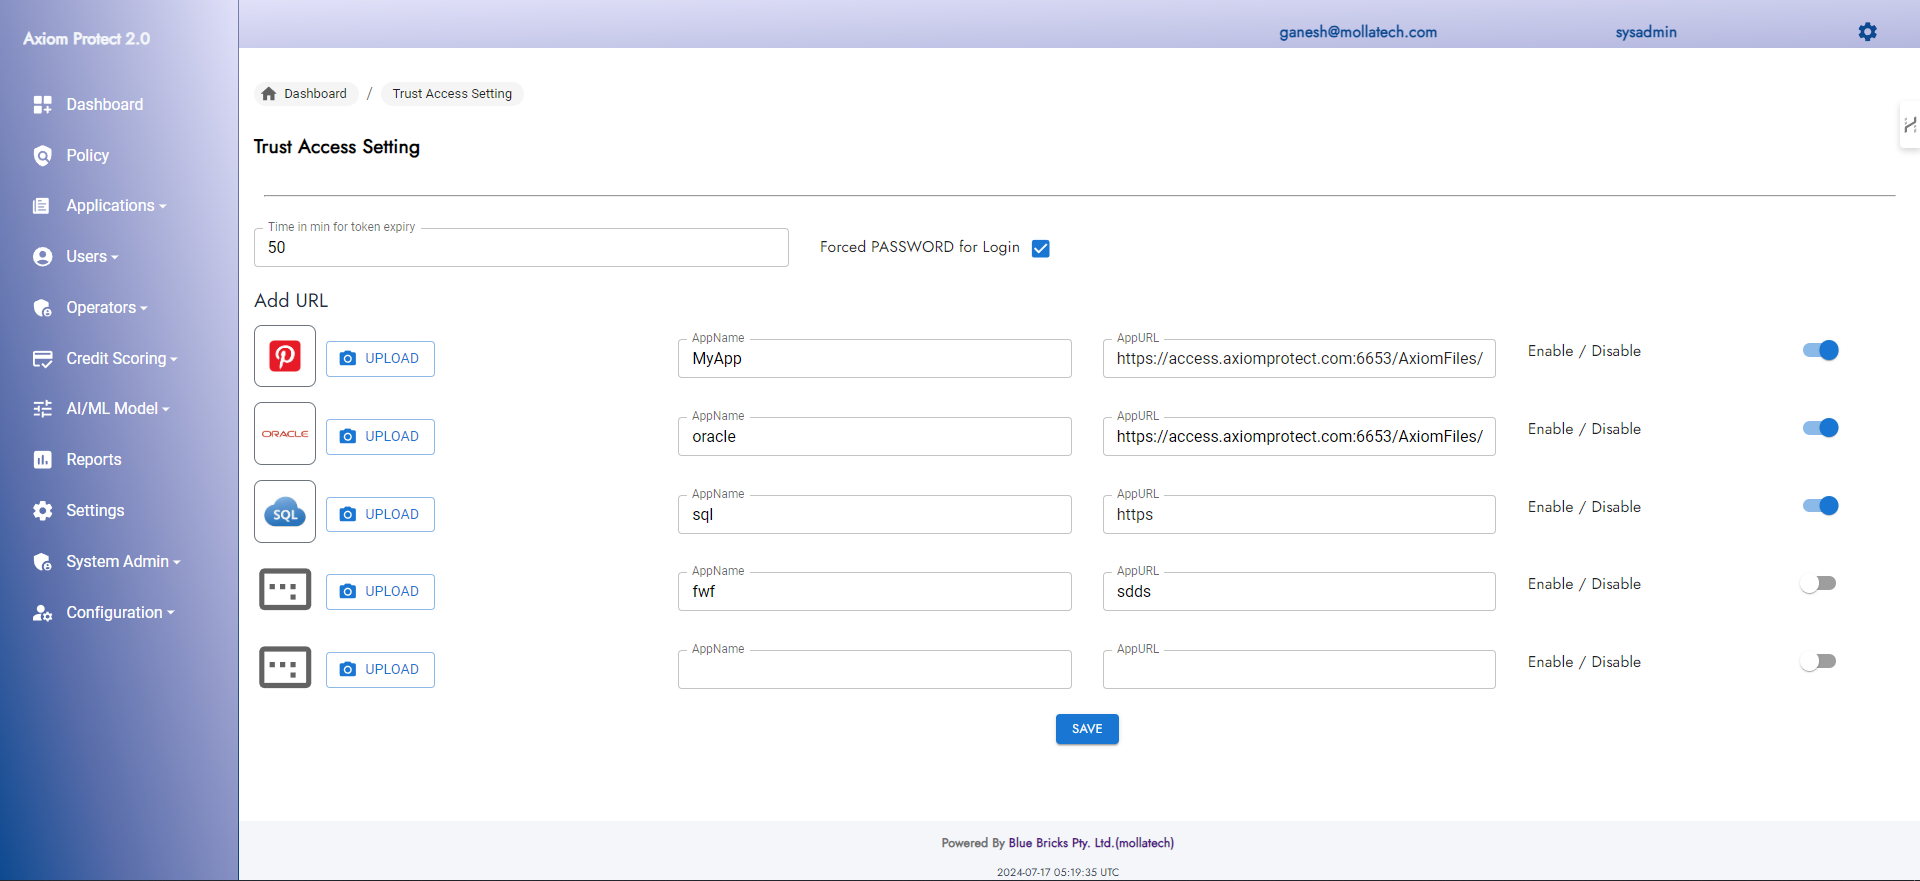 Axiom Protect 2.0
ganesh@mollatech.com
sysadmin
Dashboard
Policy
Applications
Users
Operators
Credit Scoring
AI/ML Model
Reports
Settings
System Admin
Configuration
Dashboard / Trust Access Setting
Trust Access Setting
Time in min for token expiry
50
Forced PASSWORD for Login
Add URL
UPLOAD
AppName
MyApp
AppURL
https://access.axiomprotect.com:6653/AxiomFiles/
Enable / Disable
ORACLE
UPLOAD
AppName
oracle
AppURL
https://access.axiomprotect.com:6653/AxiomFiles/
Enable / Disable
SQL
UPLOAD
AppName
sql
AppURL
https
Enable / Disable
UPLOAD
AppName
fwf
AppURL
sdds
Enable / Disable
UPLOAD
AppName
AppURL
Enable / Disable
SAVE
Powered By Blue Bricks Pty. Ltd.(mollatech)
2024-07-17 05:19:35 UTC